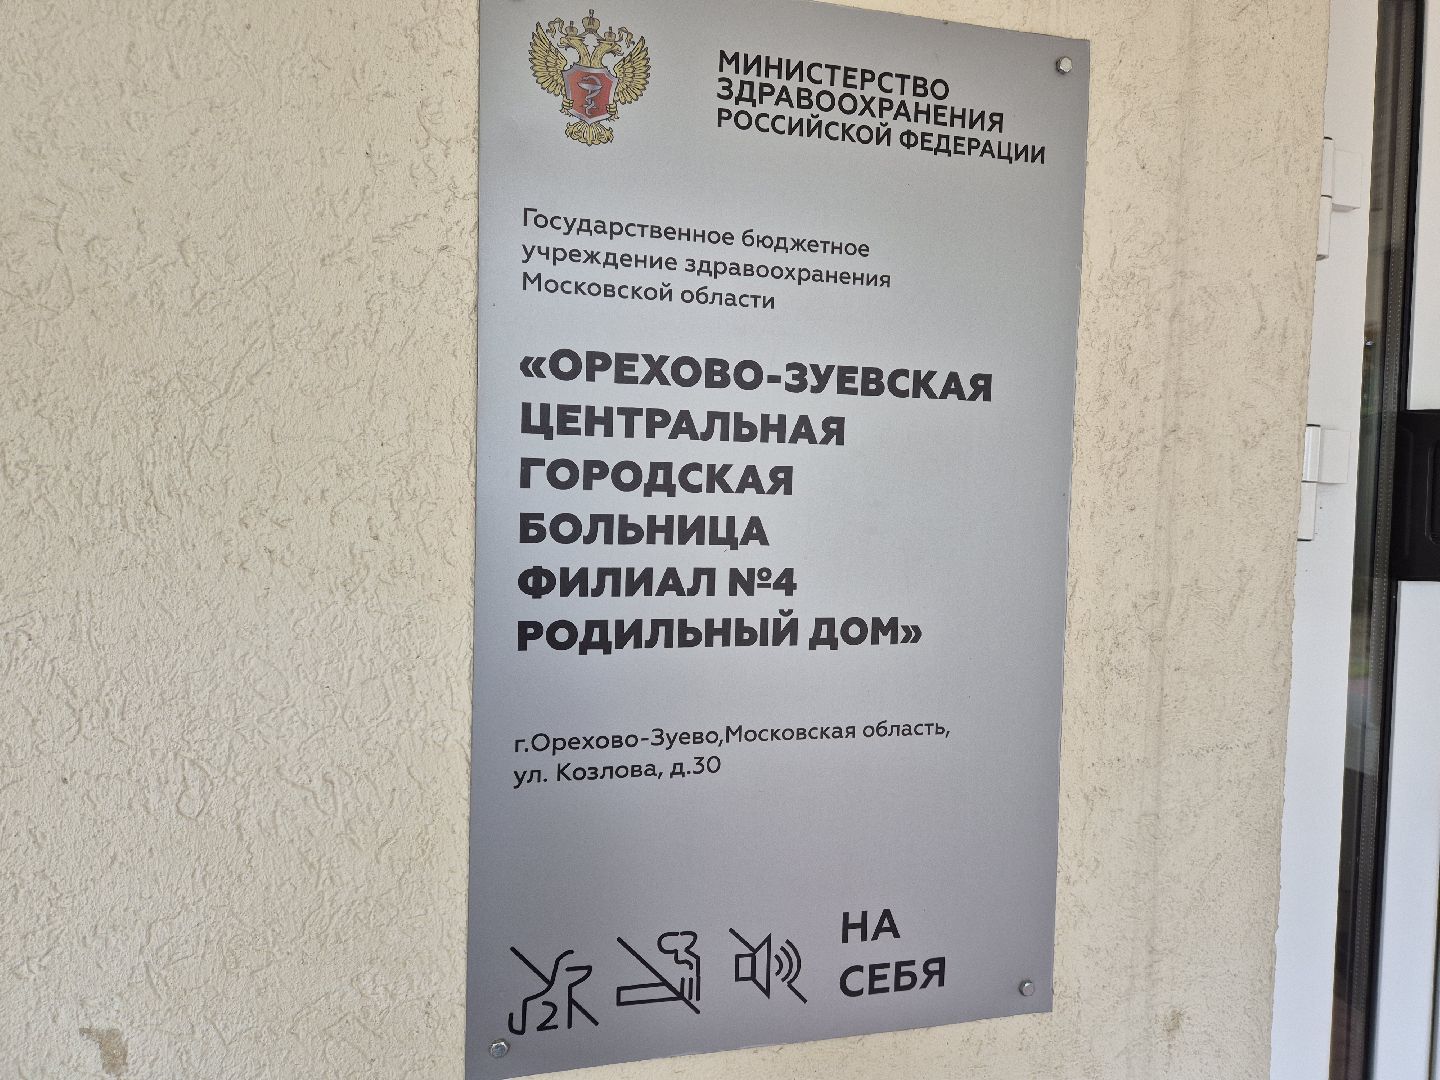 МИНИСТЕРСТВО
ЗДРАВООХРАНЕНИЯ
РОССИЙСКОЙ ФЕДЕРАЦИИ
Государственное бюджетное
учреждение здравоохранения
Московской области
«ОРЕХОВО-ЗУЕВСКАЯ
ЦЕНТРАЛЬНАЯ
ГОРОДСКАЯ
БОЛЬНИЦА
ФИЛИАЛ №4
РОДИЛЬНЫЙ ДОМ»
г.Орехово-Зуево,Московская область,
ул. Козлова, д.30
НА
СЕБЯ